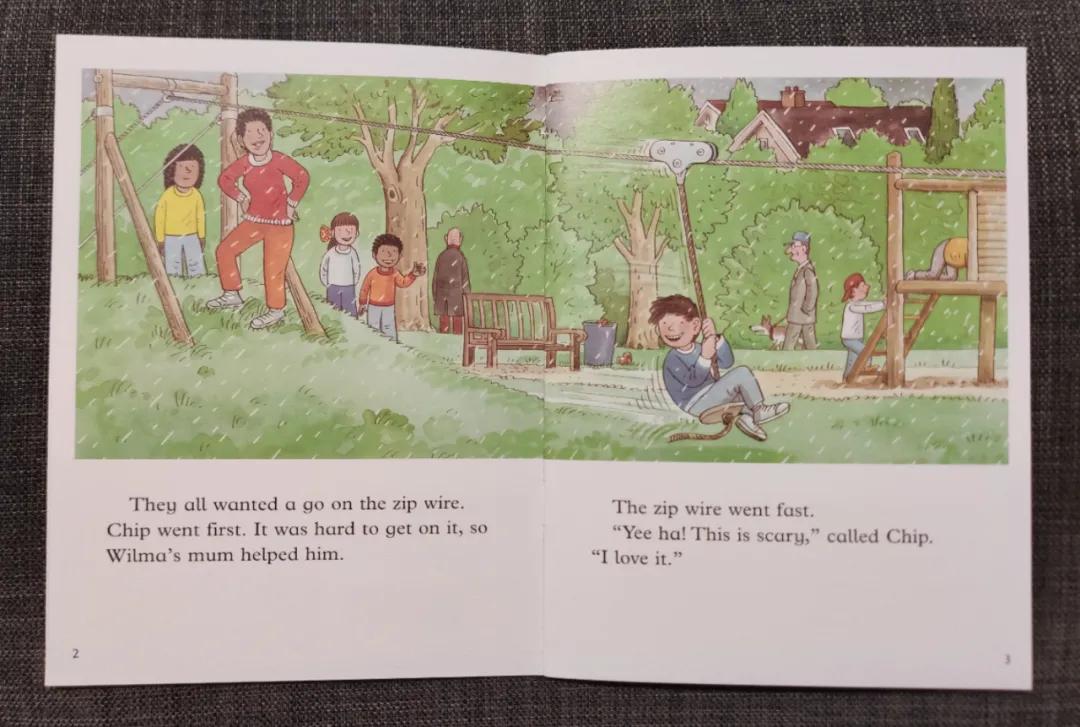 They all wanted a go on the zip wire.
Chip went first. It was hard to get on it, so
Wilma's mum helped him.
2
The zip wire went fast.
“Yee ha! This is scary,” called Chip.
“I love it.”
3